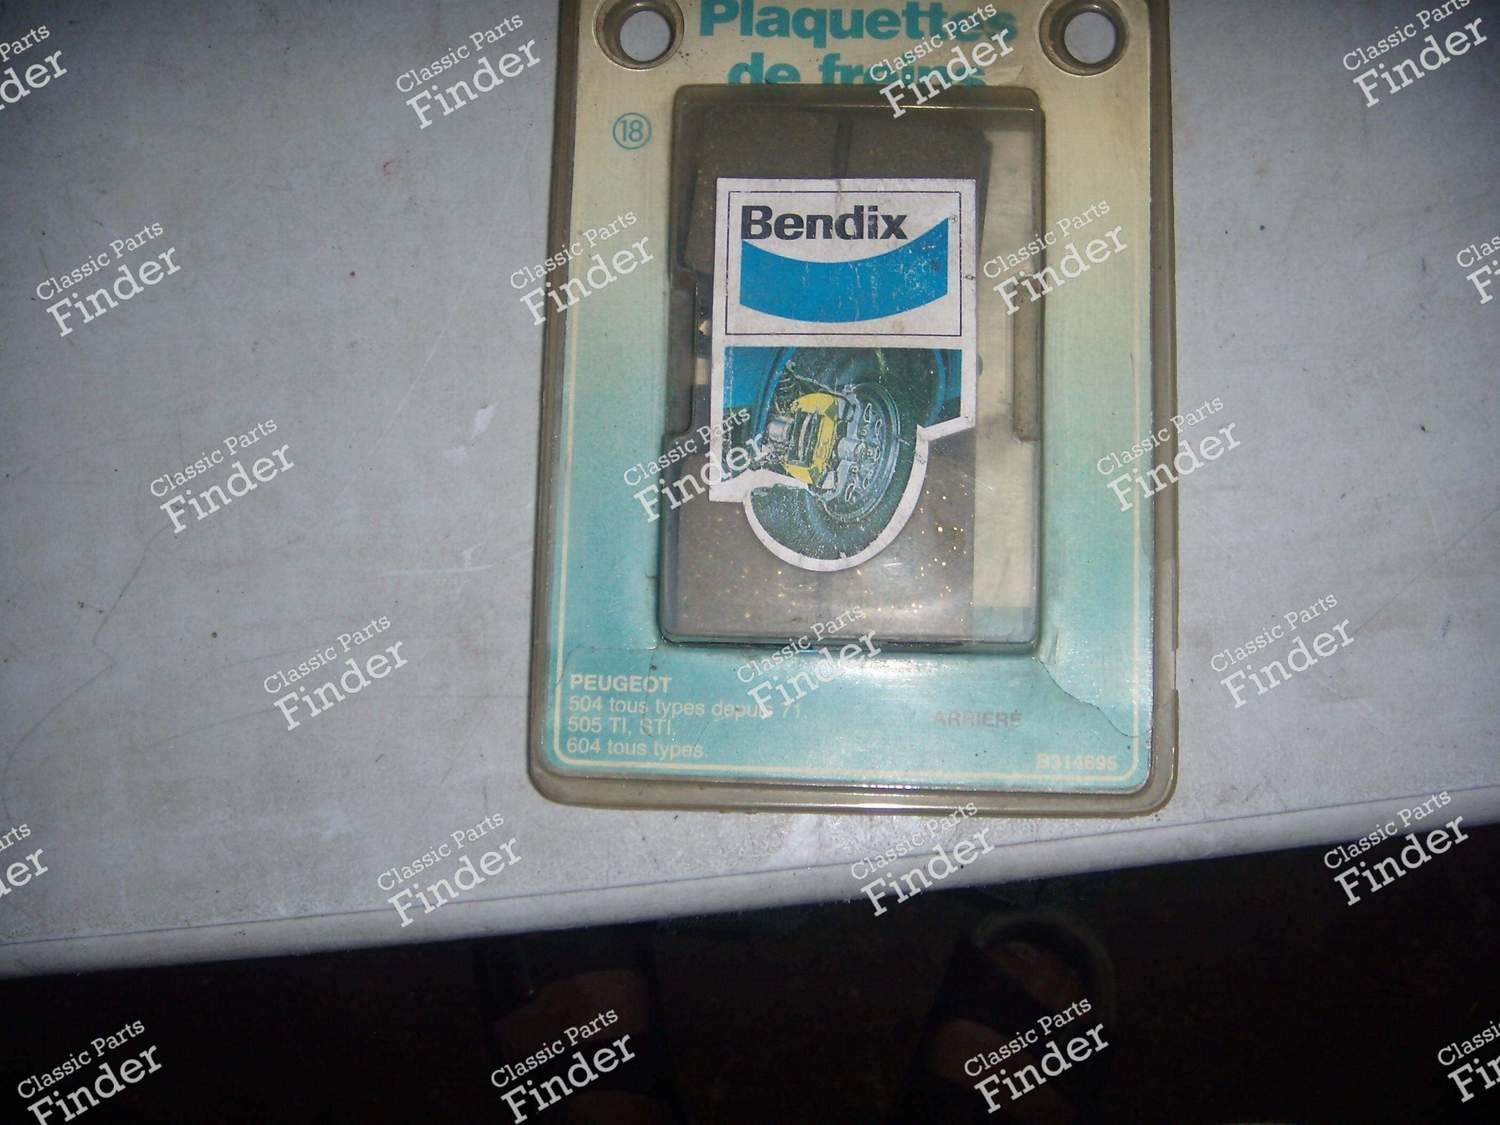 Plaquettes
de freins
18
Bendix
PEUGEOT
504 tous types depuis 71
505 TI, STI.
604 tous types.
ARRIERE
B314695
Classic Parts
Finder